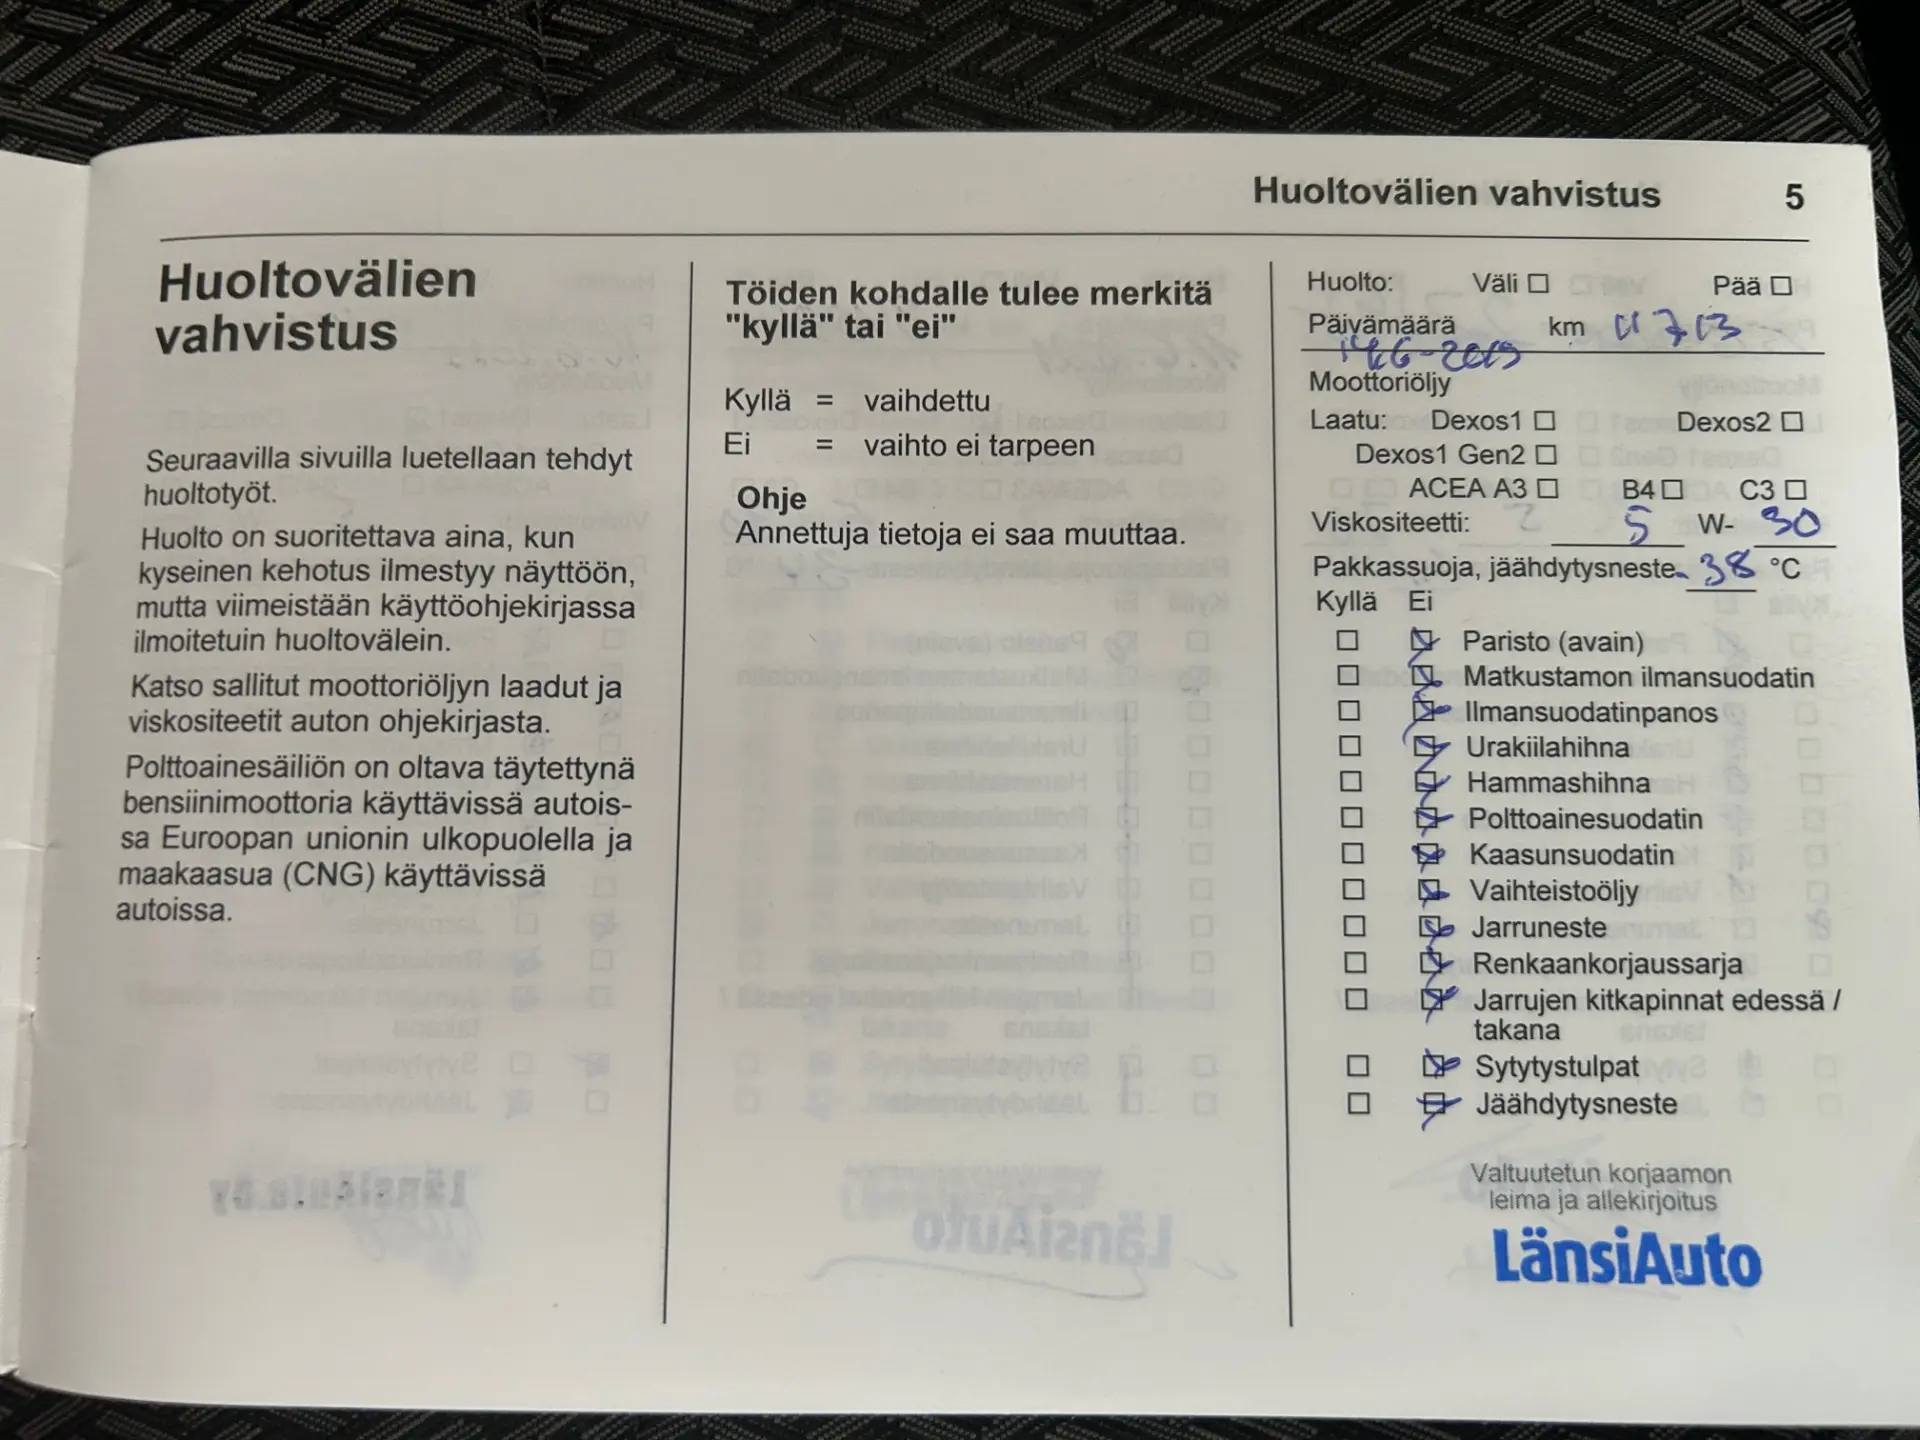 Huoltovälien vahvistus 5
Huoltovälien
vahvistus
Seuraavilla sivuilla luetellaan tehdyt
huoltotyöt.
Huolto on suoritettava aina, kun
kyseinen kehotus ilmestyy näyttöön,
mutta viimeistään käyttöohjekirjassa
ilmoitetuin huoltovälein.
Katso sallitut moottoriöljyn laadut ja
viskositeetit auton ohjekirjasta.
Polttoainesäiliön on oltava täytettynä
bensiinimoottoria käyttävissä autois-
sa Euroopan unionin ulkopuolella ja
maakaasua (CNG) käyttävissä
autoissa.
Töiden kohdalle tulee merkitä
"kyllä" tai "ei"
Kyllä = vaihdettu
Ei = vaihto ei tarpeen
Ohje
Annettuja tietoja ei saa muuttaa.
Huolto: Väli ☐ Pää ☐
Päivämäärä km
Moottoriöljy
Laatu: Dexos1 ☐ Dexos2 ☐
Dexos1 Gen2 ☐
ACEA A3 ☐ B4 ☐ C3 ☐
Viskositeetti: 5 W- 30
Pakkassuoja, jäähdytysneste -38 °C
Kyllä Ei
Paristo (avain)
Matkustamon ilmansuodatin
Ilmansuodatinpanos
Urakiilahihna
Hammashihna
Polttoainesuodatin
Kaasunsuodatin
Vaihteistoöljy
Jarruneste
Renkaankorjaussarja
Jarrujen kitkapinnat edessä /
takana
Sytytystulpat
Jäähdytysneste
Valtuutetun korjaamon
leima ja allekirjoitus
LänsiAuto